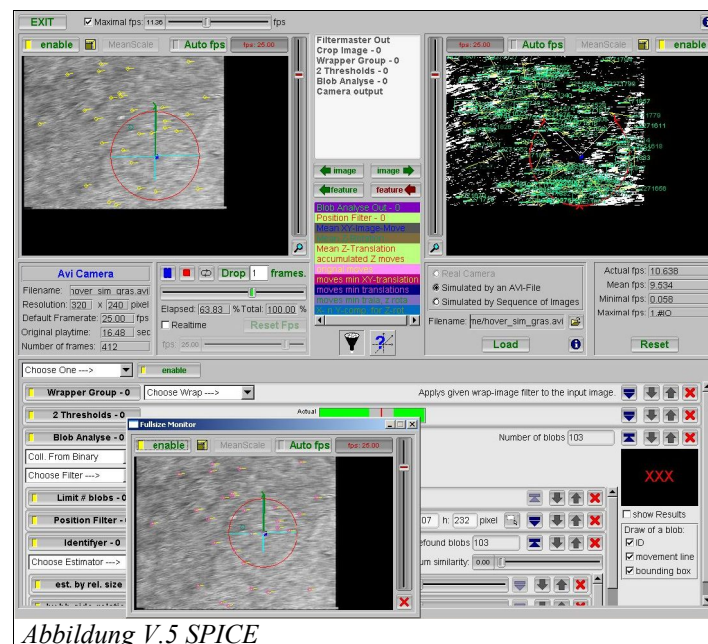 EXIT
Maximal fps: 11.36 fps
enable MeanScale Auto fps fps: 25.00
Filtermaster Out
Crop Image - 0
Wrapper Group - 0
2 Thresholds - 0
Blob Analyse - 0
Camera output
fps: 25.00 Auto fps MeanScale enable
image image
feature feature
Blob Analyse Out - 0
Position Filter - 0
Mean XY-Image-Move
Mean Z-Translation
accumulated Z moves
original moves
moves min XY-translation
moves min translations
Avi Camera
Filename: hover_sim_gras.avi
Resolution: 320 x 240 pixel
Default Framerate: 25.00 fps
Original playtime: 16.48 sec
Number of frames: 412
Drop 1 frames.
Elapsed: 63.83 % Total: 100.00 %
Realtime Reset Fps
fps: 25.00
Real Camera
Simulated by an AVI-File
Simulated by Sequence of Images
Filename: me/hover_sim_gras.avi
Load
Actual fps: 10.638
Mean fps: 9.534
Minimal fps: 0.058
Maximal fps: 1.#IO
Reset
Choose One ---> enable
Wrapper Group - 0 Choose Wrap --> Applys given wrap-image filter to the input image.
2 Thresholds - 0 Actual
Blob Analyse - 0 Number of blobs 103
Coll. From Binary
Choose Filter --->
Limit # blobs - 0
Position Filter -
07 h: 232 pixel
Identifyer - 0
efound blobs 103
Choose Estimator --->
um similarity: 0.00
est. by rel. size
XXX
show Results
Draw of a blob:
ID
movement line
bounding box
Fullsize Monitor
enable MeanScale Auto fps fps: 25.00
Abbildung V.5 SPICE